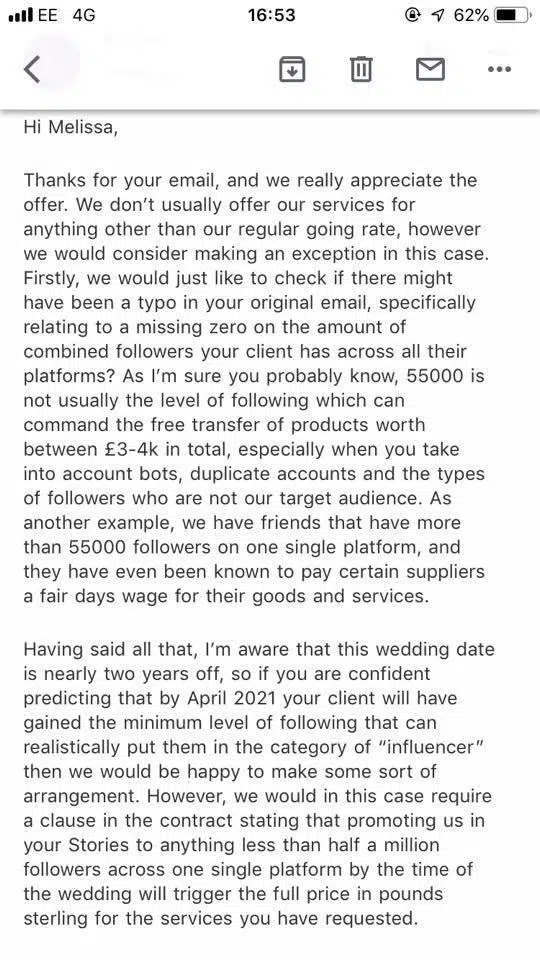 EE 4G 16:53 62%
Hi Melissa,
Thanks for your email, and we really appreciate the
offer. We don’t usually offer our services for
anything other than our regular going rate, however
we would consider making an exception in this case.
Firstly, we would just like to check if there might
have been a typo in your original email, specifically
relating to a missing zero on the amount of
combined followers your client has across all their
platforms? As I’m sure you probably know, 55000 is
not usually the level of following which can
command the free transfer of products worth
between £3-4k in total, especially when you take
into account bots, duplicate accounts and the types
of followers who are not our target audience. As
another example, we have friends that have more
than 55000 followers on one single platform, and
they have even been known to pay certain suppliers
a fair days wage for their goods and services.
Having said all that, I’m aware that this wedding date
is nearly two years off, so if you are confident
predicting that by April 2021 your client will have
gained the minimum level of following that can
realistically put them in the category of “influencer”
then we would be happy to make some sort of
arrangement. However, we would in this case require
a clause in the contract stating that promoting us in
your Stories to anything less than half a million
followers across one single platform by the time of
the wedding will trigger the full price in pounds
sterling for the services you have requested.